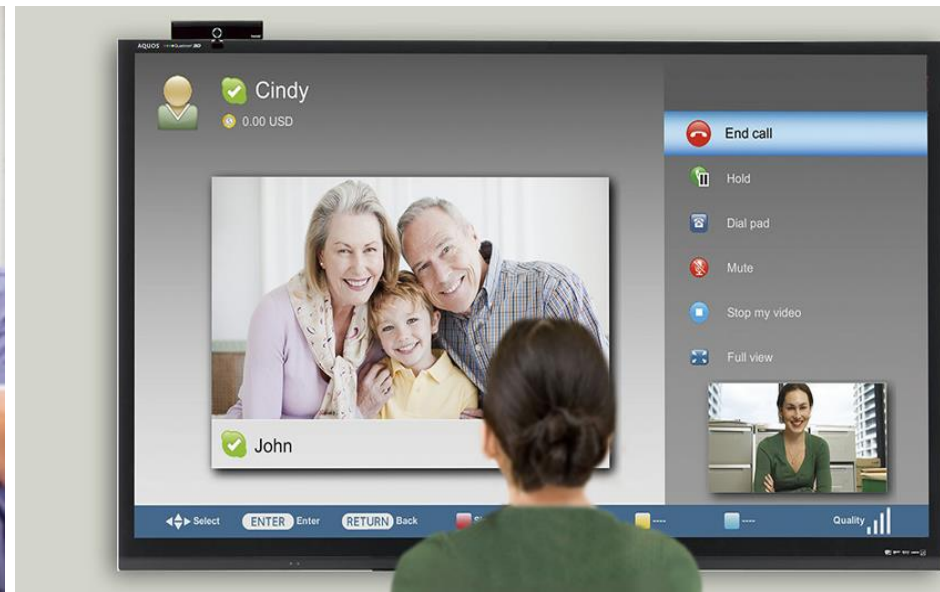 AQUOS
Cindy
0.00 USD
End call
Hold
Dial pad
Mute
Stop my video
Full view
John
Select ENTER Enter RETURN Back ---- ---- Quality